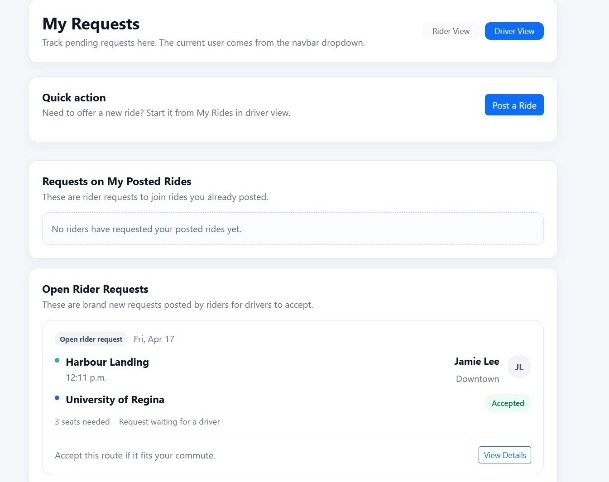 My Requests
Track pending requests here. The current user comes from the navbar dropdown.
Rider View
Driver View
Quick action
Need to offer a new ride? Start it from My Rides in driver view.
Post a Ride
Requests on My Posted Rides
These are rider requests to join rides you already posted.
No riders have requested your posted rides yet.
Open Rider Requests
These are brand new requests posted by riders for drivers to accept.
Open rider request Fri, Apr 17
Harbour Landing
12:11 p.m.
Jamie Lee
JL
Downtown
University of Regina
Accepted
3 seats needed Request waiting for a driver
Accept this route if it fits your commute.
View Details